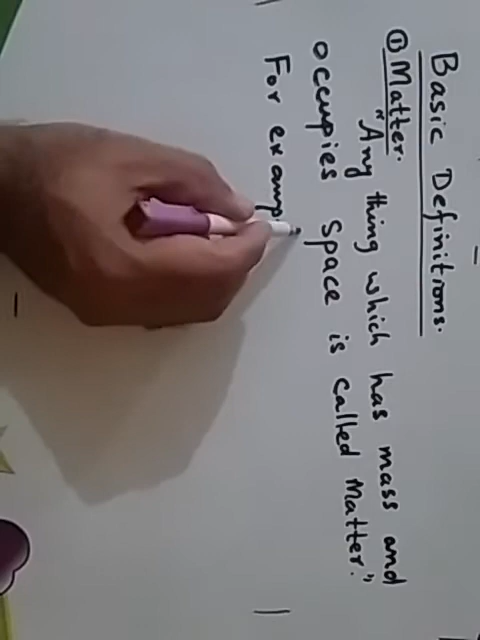 Basic Definitions.
① Matter.
"Any thing which has mass and
occupies space is called Matter."
For examp